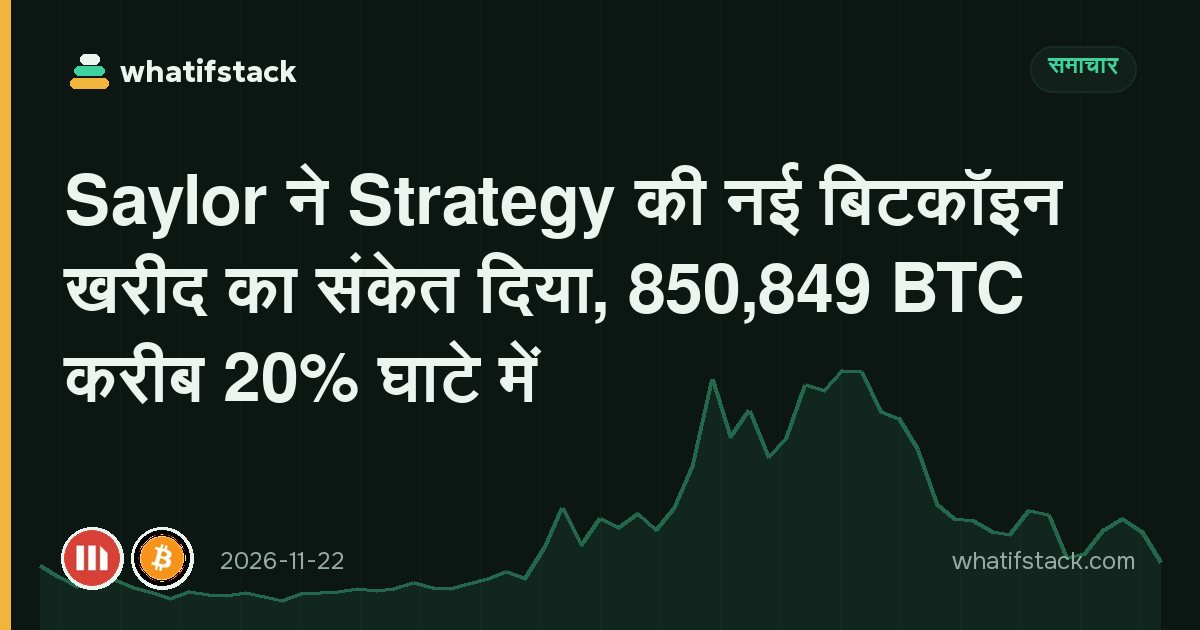 whatifstack
समाचार
Saylor ने Strategy की नई बिटकॉइन
खरीद का संकेत दिया, 850,849 BTC
करीब 20% घाटे में
2026-11-22
whatifstack.com